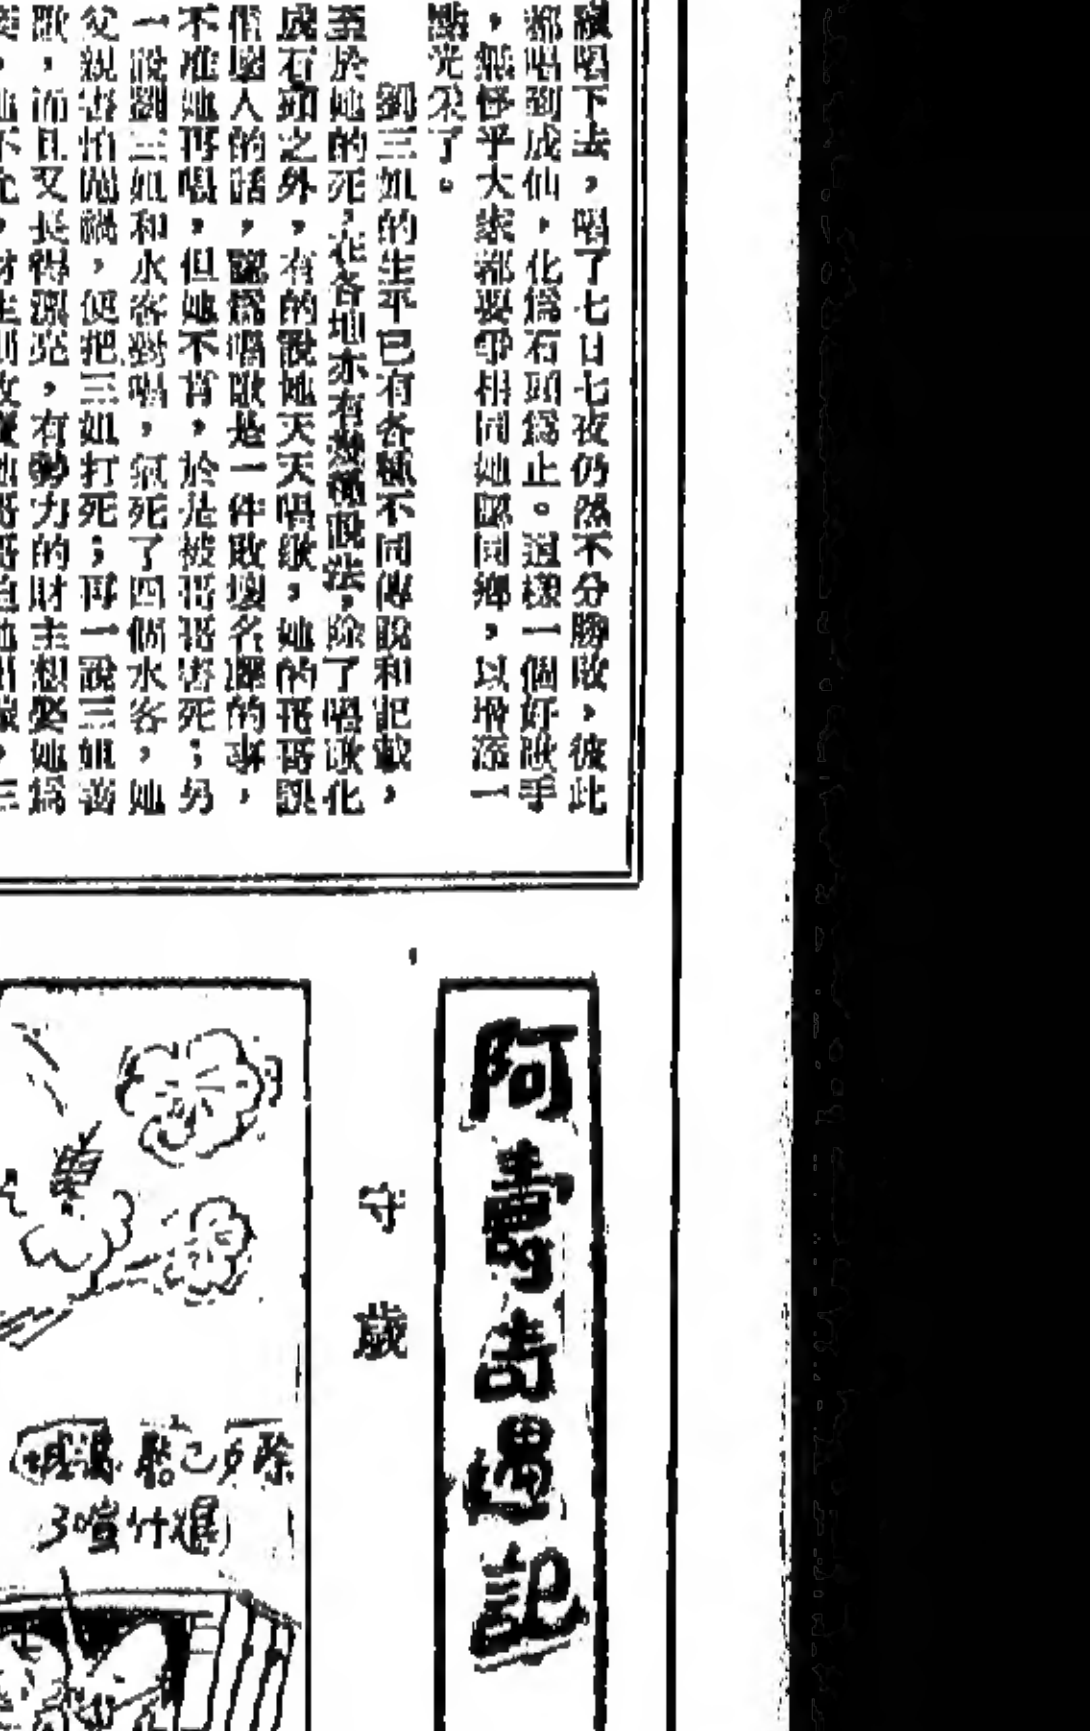 續唱下去，唱了七日七夜仍然不分勝敗，彼此
都唱到成仙，化為石頭為止。這樣一個好歌手
，無怪乎大家都要爭相同她認同鄉，以增添一
點光采了。
劉三姐的生平已有各種不同傳說和記載，
至於她的死，在各地亦有幾種說法，除了唱歌化
成石頭之外，有的說她天天唱歌，她的哥哥誤
信壞人的話，認為唱歌是一件敗壞名譽的事，
不准她再唱，但她不肯，於是被哥哥害死；另
一說劉三姐和水客對唱，氣死了四個水客，她
父親害怕闖禍，便把三姐打死；再一說三姐善
歌，而且又長得漂亮，有勢力的財主想娶她為
阿壽奇遇記
守歲
除夕已